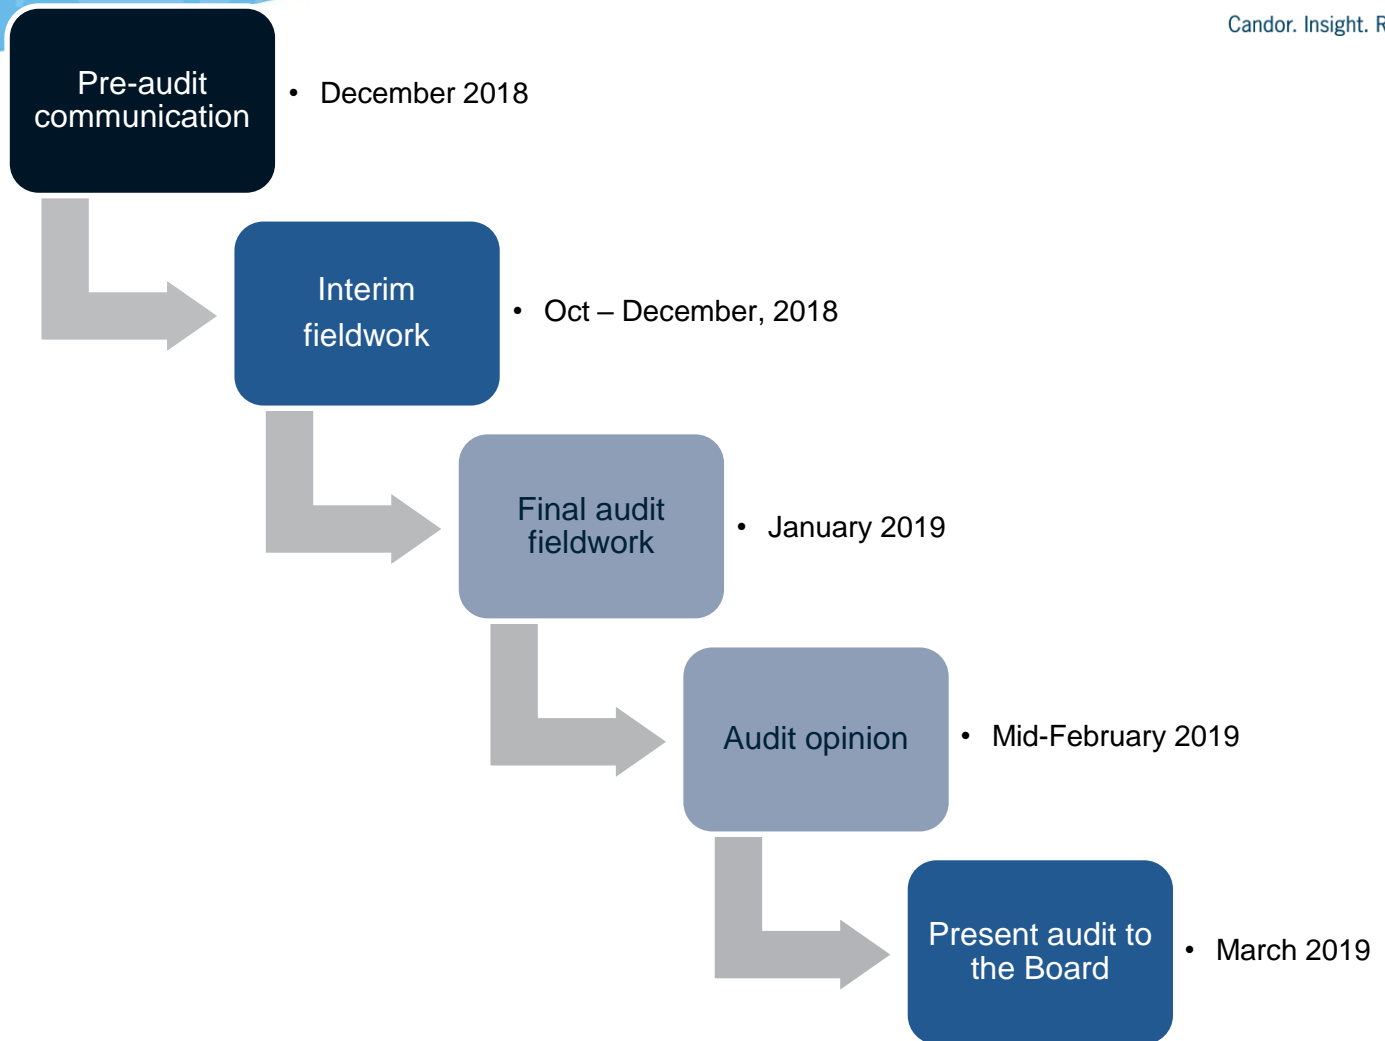 Candor. Insight. R
Pre-audit
communication
• December 2018
Interim
fieldwork
• Oct – December, 2018
Final audit
fieldwork
• January 2019
Audit opinion
• Mid-February 2019
Present audit to
the Board
• March 2019